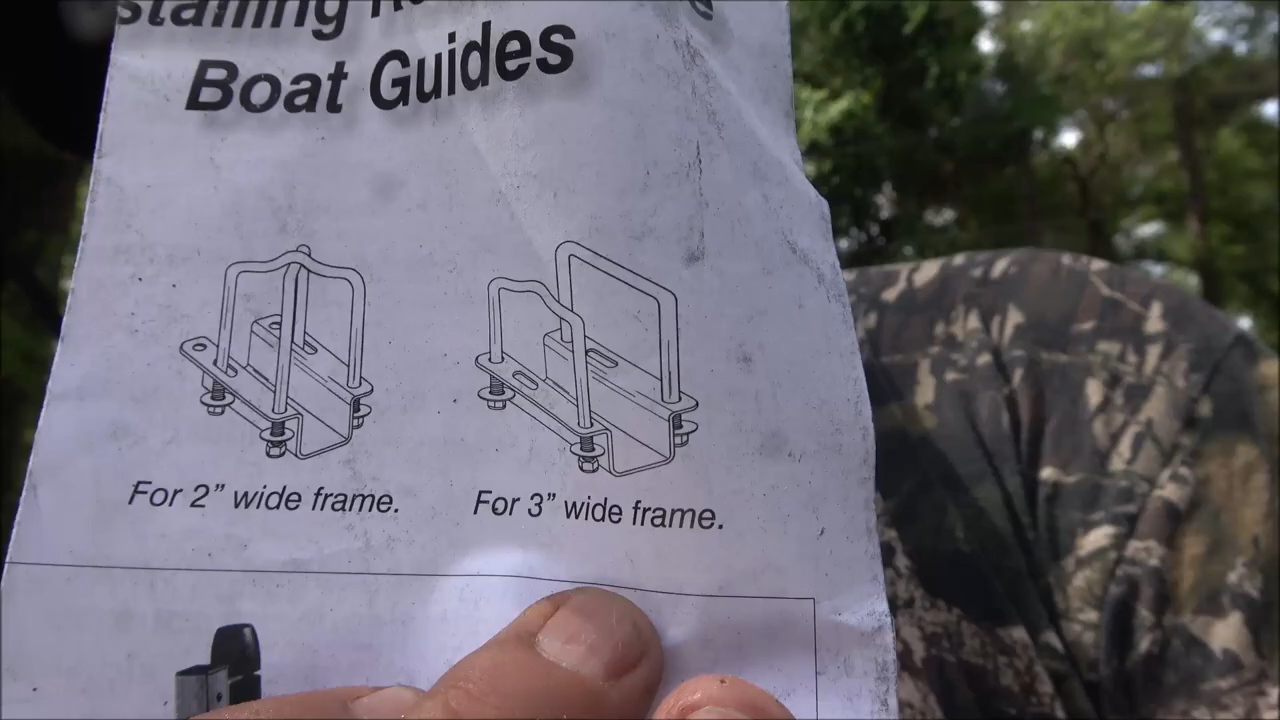 Boat Guides
For 2” wide frame.
For 3” wide frame.